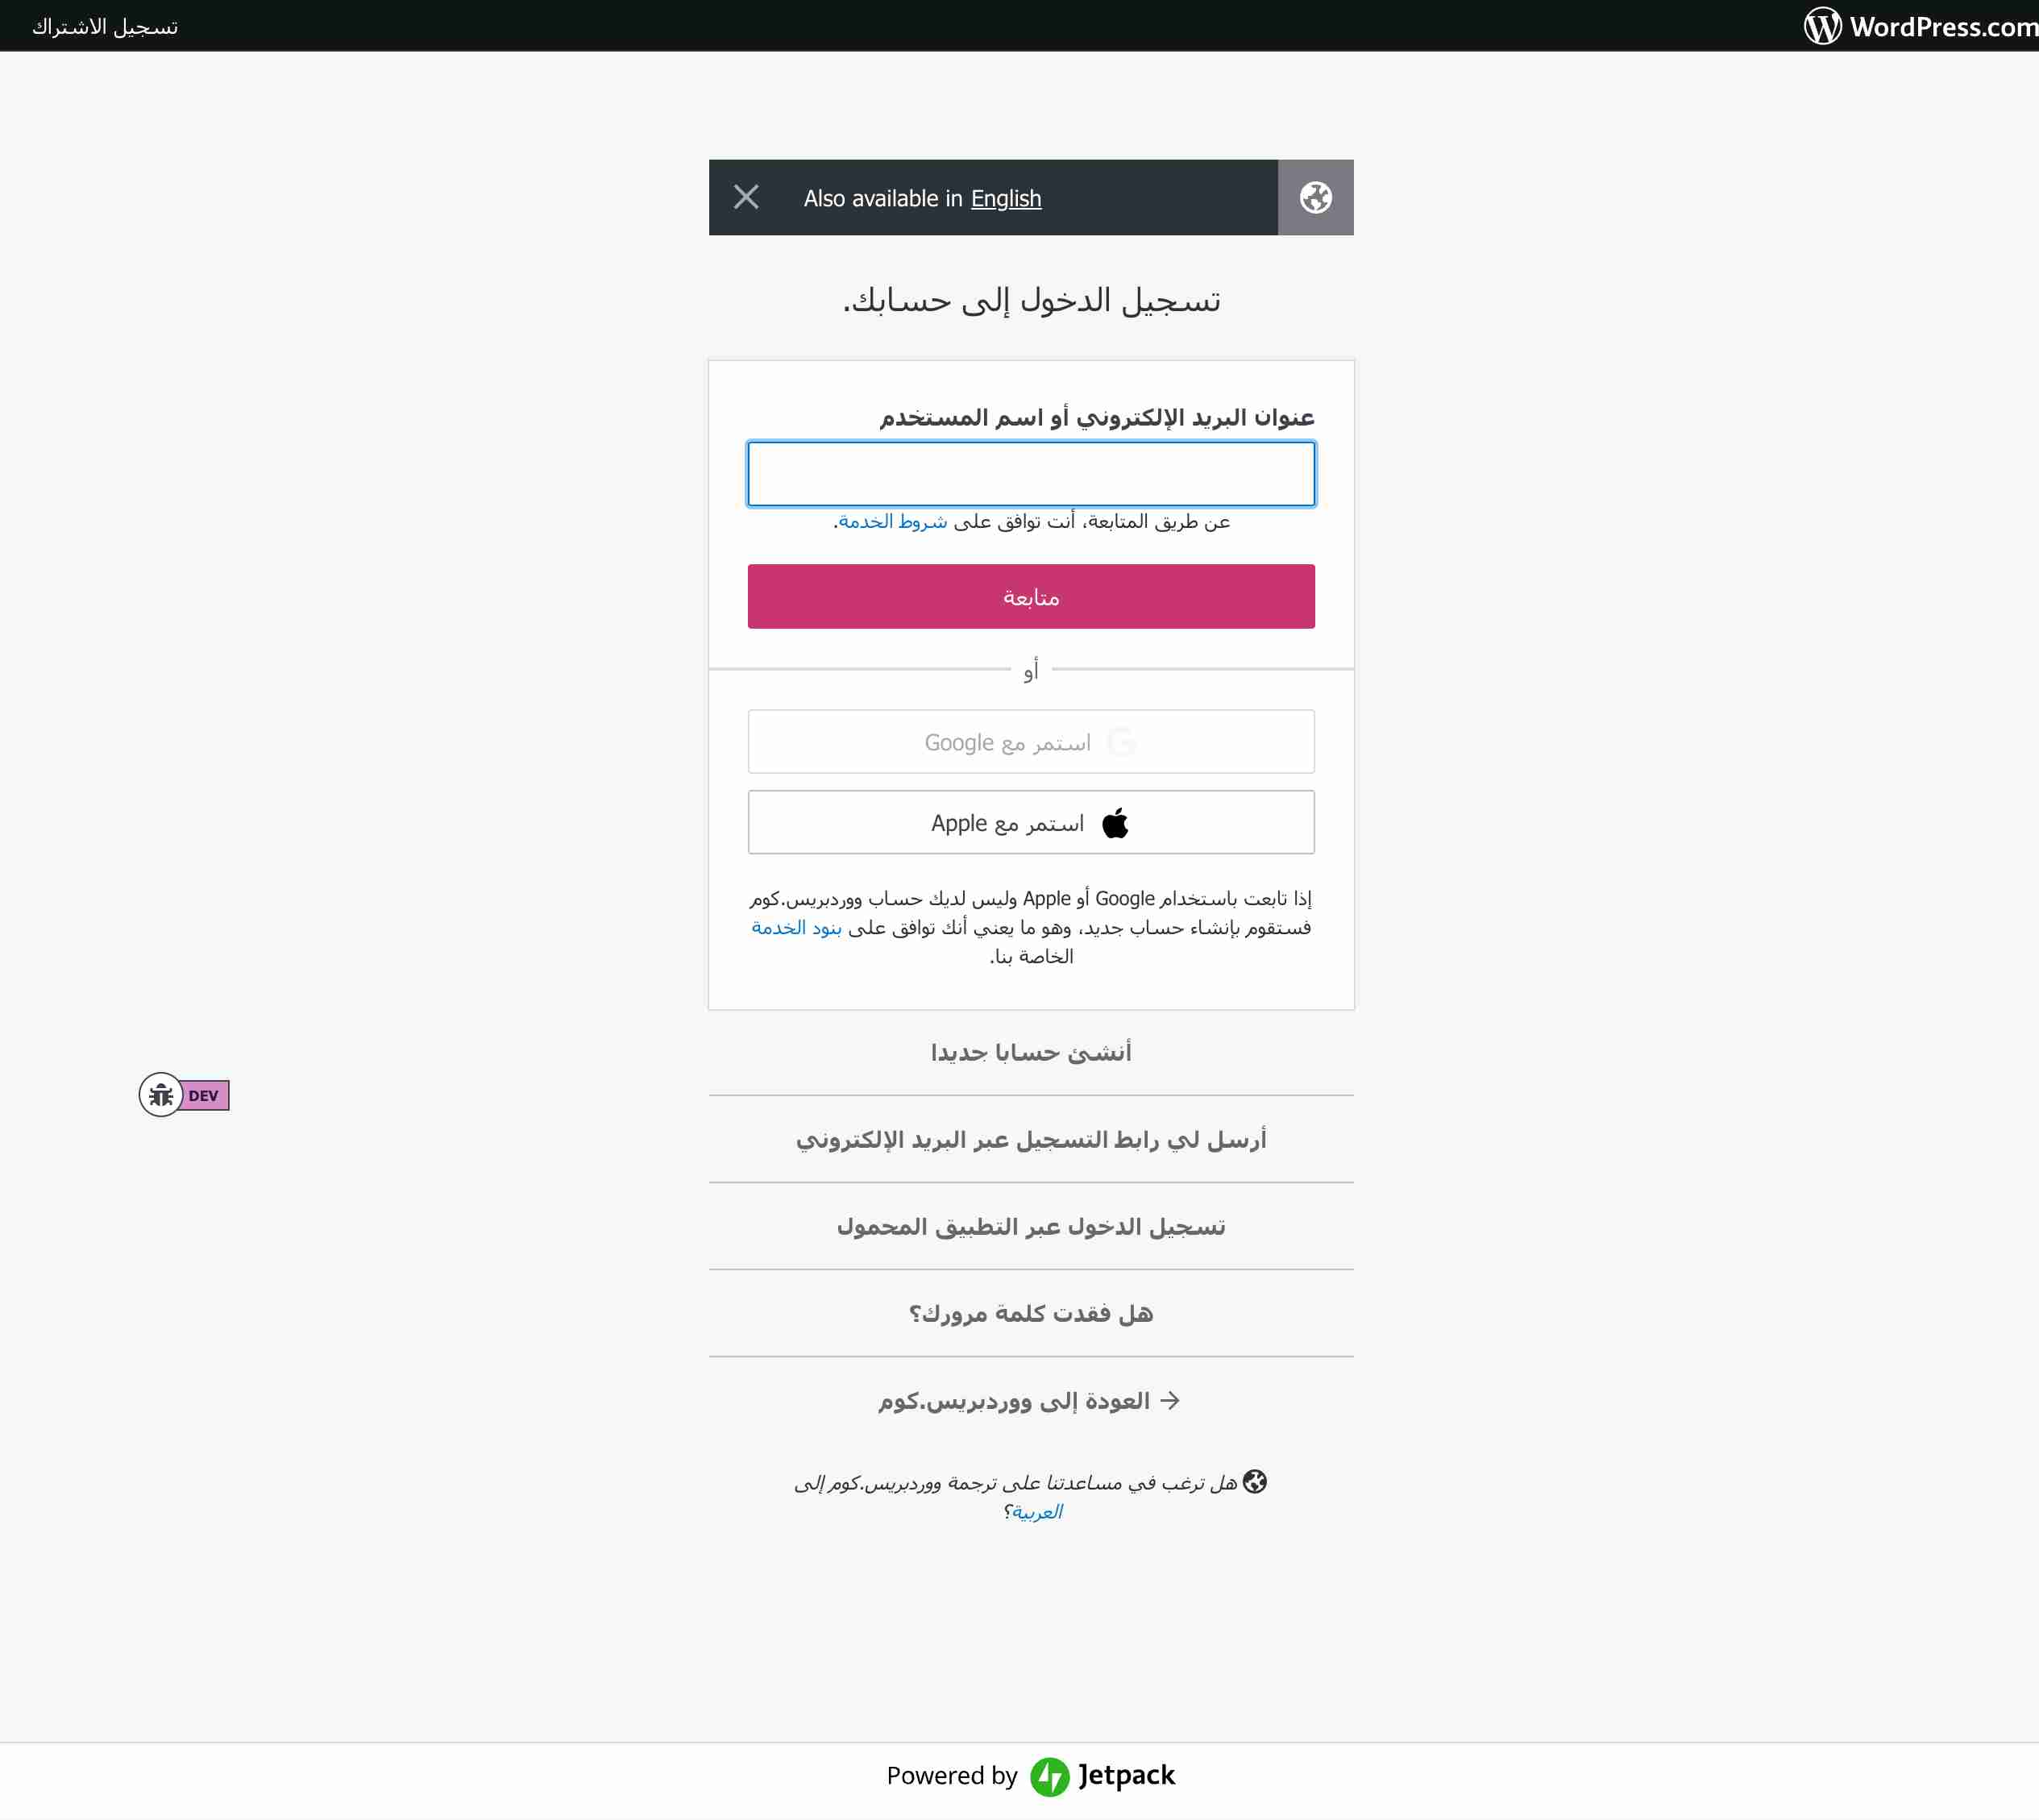 WordPress.com
تسجيل الاشتراك
Also available in English
تسجيل الدخول إلى حسابك.
عنوان البريد الإلكتروني أو اسم المستخدم
عن طريق المتابعة، أنت توافق على شروط الخدمة.
متابعة
أو
استمر مع Google
استمر مع Apple
إذا تابعت باستخدام Google أو Apple وليس لديك حساب ووردبريس.كوم
فستقوم بإنشاء حساب جديد، وهو ما يعني أنك توافق على بنود الخدمة
الخاصة بنا.
أنشئ حسابا جديدا
DEV
أرسل لي رابط التسجيل عبر البريد الإلكتروني
تسجيل الدخول عبر التطبيق المحمول
هل فقدت كلمة مرورك؟
→ العودة إلى ووردبريس.كوم
هل ترغب في مساعدتنا على ترجمة ووردبريس.كوم إلى
العربية؟
Powered by Jetpack